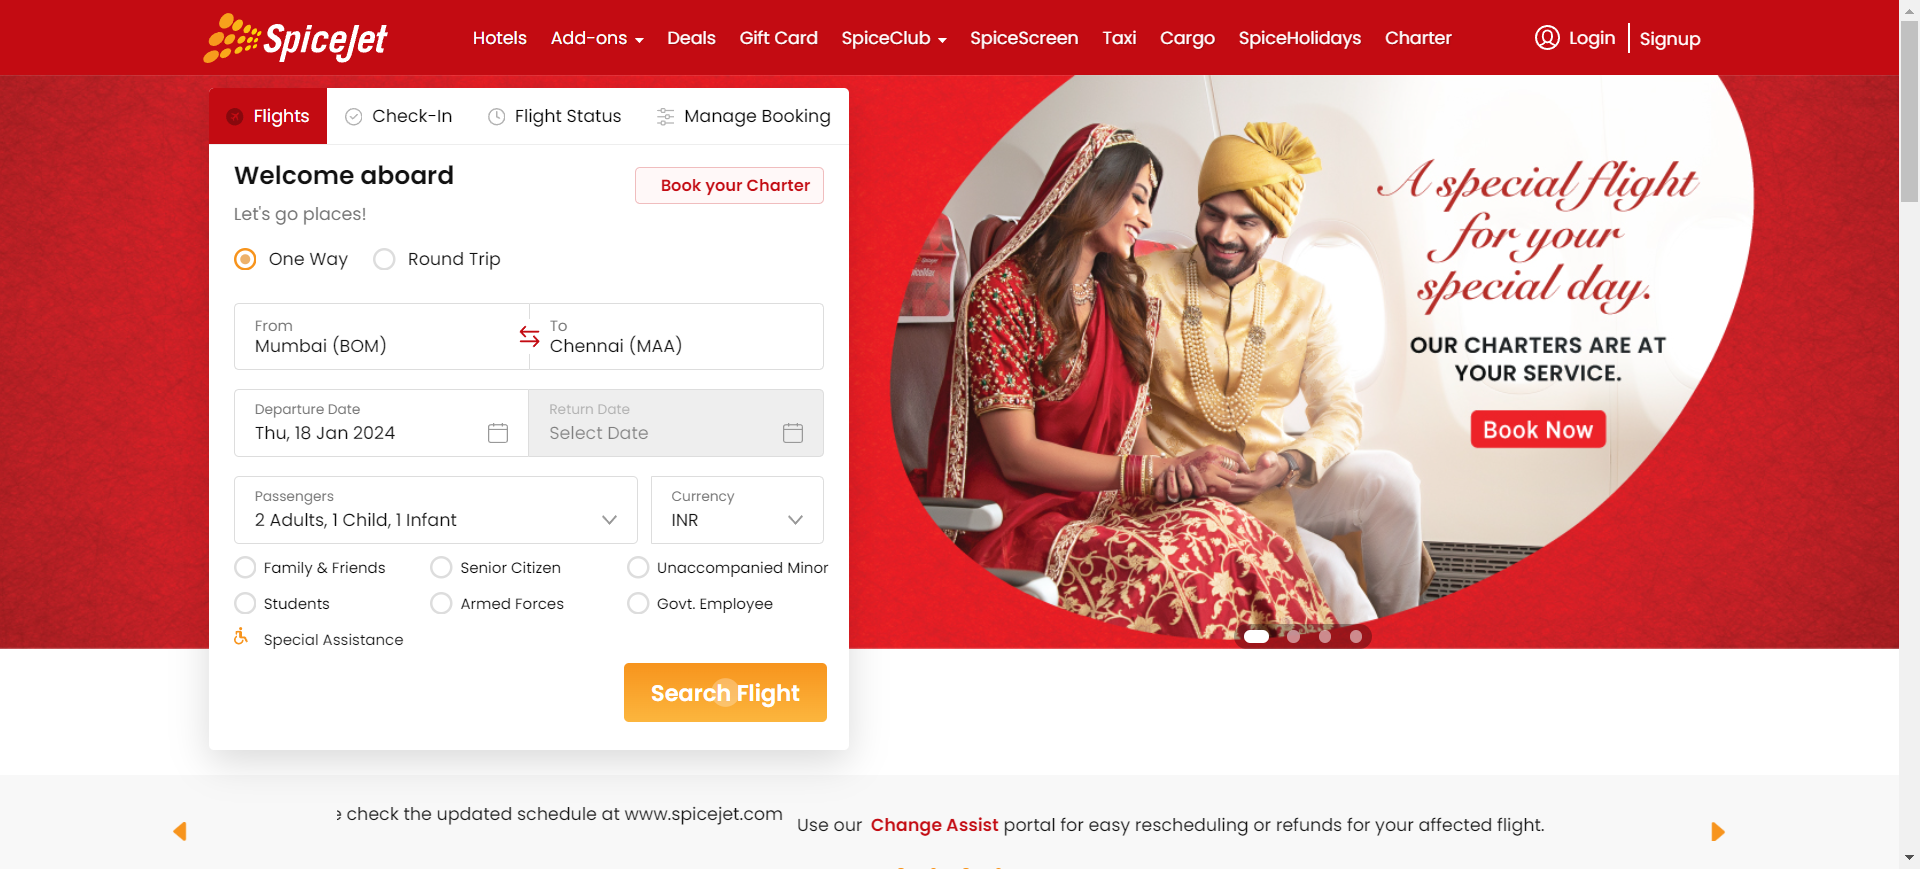 SpiceJet
Hotels
Add-ons
Deals
Gift Card
SpiceClub
SpiceScreen
Taxi
Cargo
SpiceHolidays
Charter
Login
Signup
Flights
Check-In
Flight Status
Manage Booking
Welcome aboard
Book your Charter
Let's go places!
One Way
Round Trip
From
Mumbai (BOM)
To
Chennai (MAA)
Departure Date
Thu, 18 Jan 2024
Return Date
Select Date
Passengers
2 Adults, 1 Child, 1 Infant
Currency
INR
Family & Friends
Senior Citizen
Unaccompanied Minor
Students
Armed Forces
Govt. Employee
Special Assistance
Search Flight
A special flight
for your
special day.
OUR CHARTERS ARE AT
YOUR SERVICE.
Book Now
check the updated schedule at www.spicejet.com
Use our Change Assist portal for easy rescheduling or refunds for your affected flight.